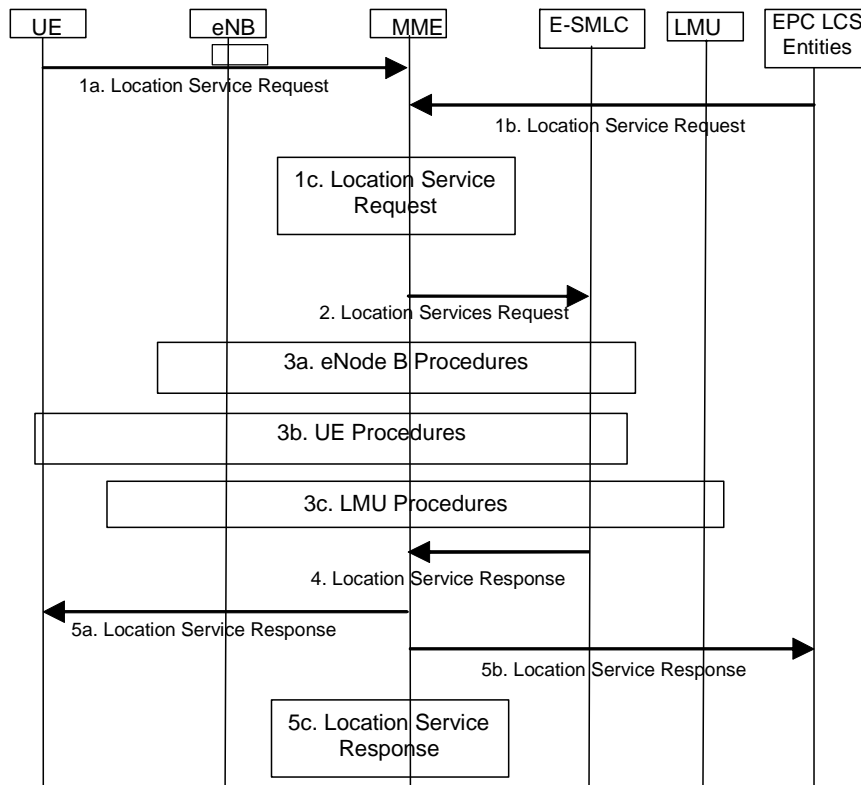 UE
eNB
MME
E-SMLC
LMU
EPC LCS
Entities
1a. Location Service Request
1b. Location Service Request
1c. Location Service
Request
2. Location Services Request
3a. eNode B Procedures
3b. UE Procedures
3c. LMU Procedures
4. Location Service Response
5a. Location Service Response
5b. Location Service Response
5c. Location Service
Response